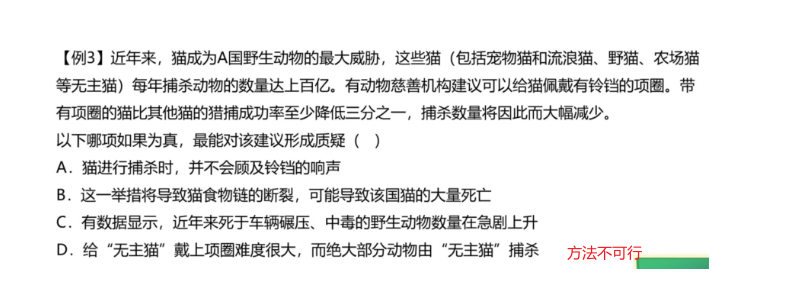 【例3】近年来，猫成为A国野生动物的最大威胁，这些猫（包括宠物猫和流浪猫、野猫、农场猫
等无主猫）每年捕杀动物的数量达上百亿。有动物慈善机构建议可以给猫佩戴有铃铛的项圈。带
有项圈的猫比其他猫的猎捕成功率至少降低三分之一，捕杀数量将因此而大幅减少。
以下哪项如果为真，最能对该建议形成质疑（　）
A．猫进行捕杀时，并不会顾及铃铛的响声
B．这一举措将导致猫食物链的断裂，可能导致该国猫的大量死亡
C．有数据显示，近年来死于车辆碾压、中毒的野生动物数量在急剧上升
D．给“无主猫”戴上项圈难度很大，而绝大部分动物由“无主猫”捕杀 方法不可行